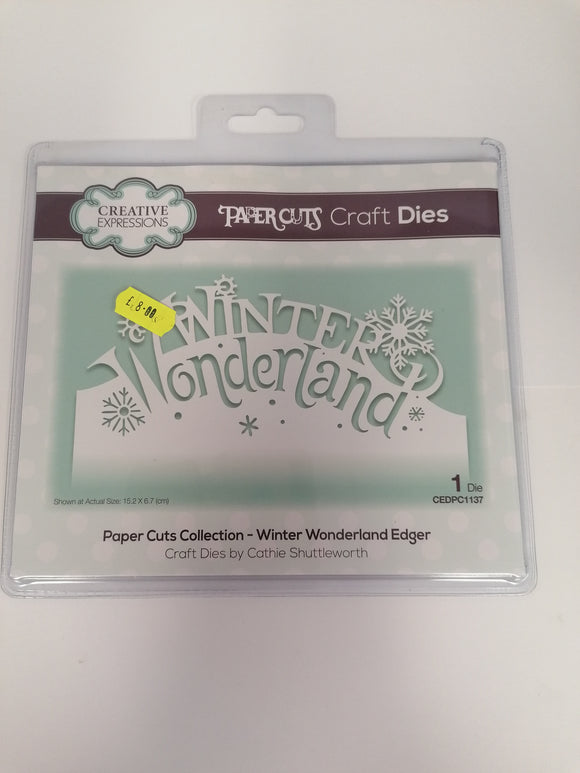 CREATIVE
EXPRESSIONS
PAPER CUTS Craft Dies
£8.00
WINTER
Wonderland
Shown at Actual Size: 15.2 X 6.7 (cm)
1 Die
CEDPC1137
Paper Cuts Collection - Winter Wonderland Edger
Craft Dies by Cathie Shuttleworth